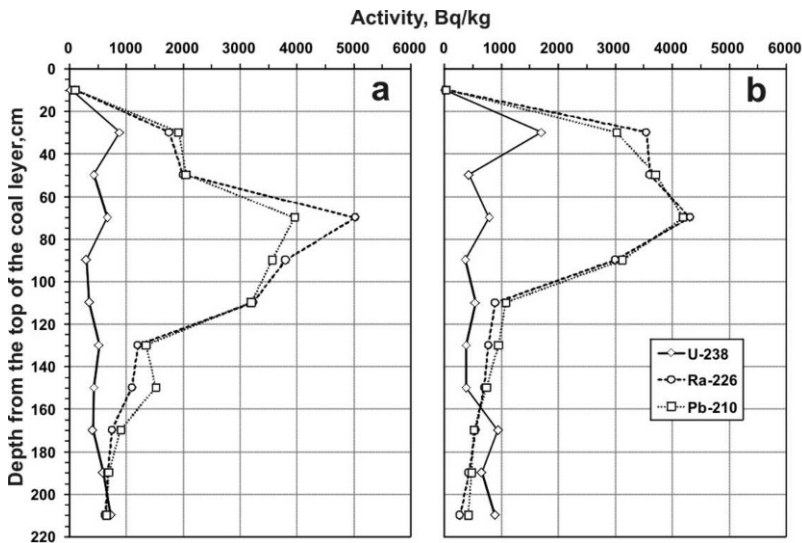 Activity, Bq/kg
0 1000 2000 3000 4000 5000 6000
0 1000 2000 3000 4000 5000 6000
Depth from the top of the coal leyer,cm
0
20
40
60
80
100
120
140
160
180
200
220
a
b
U-238
Ra-226
Pb-210